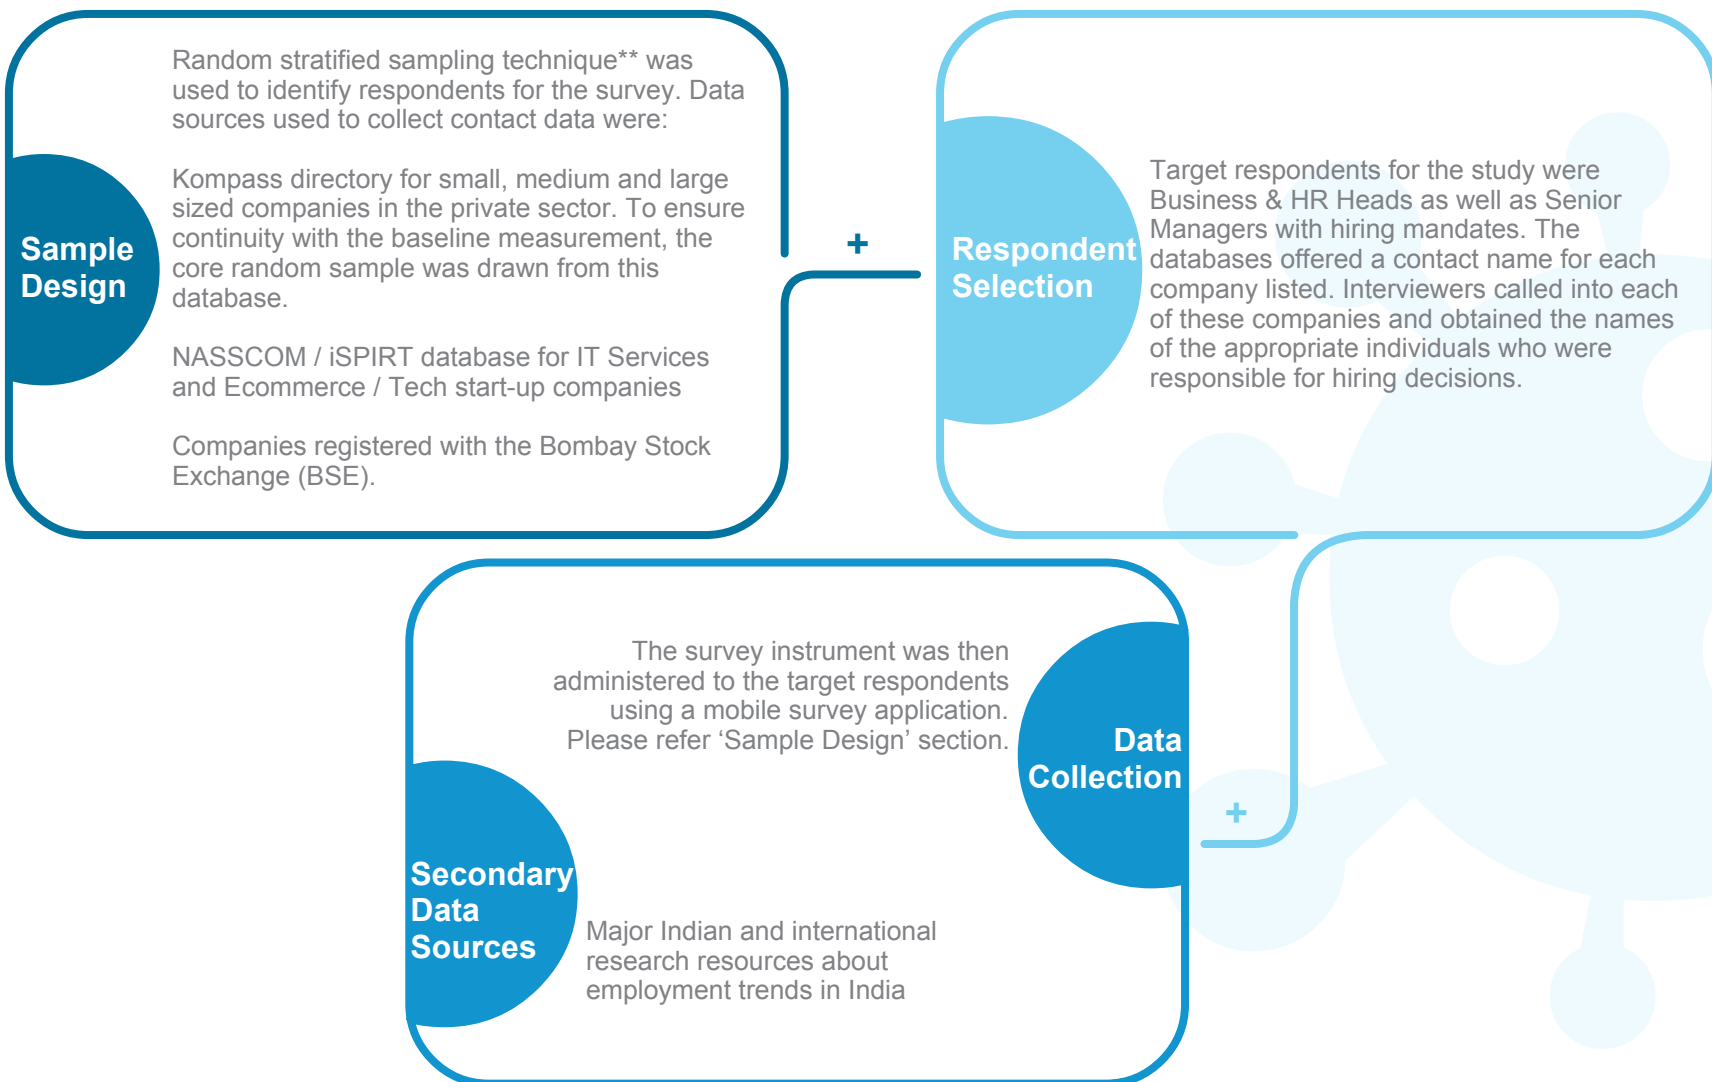 Sample
Design
Random stratified sampling technique** was
used to identify respondents for the survey. Data
sources used to collect contact data were:
Kompass directory for small, medium and large
sized companies in the private sector. To ensure
continuity with the baseline measurement, the
core random sample was drawn from this
database.
NASSCOM / iSPIRT database for IT Services
and Ecommerce / Tech start-up companies
Companies registered with the Bombay Stock
Exchange (BSE).
+
Respondent
Selection
Target respondents for the study were
Business & HR Heads as well as Senior
Managers with hiring mandates. The
databases offered a contact name for each
company listed. Interviewers called into each
of these companies and obtained the names
of the appropriate individuals who were
responsible for hiring decisions.
+
The survey instrument was then
administered to the target respondents
using a mobile survey application.
Please refer ‘Sample Design’ section.
Data
Collection
Secondary
Data
Sources
Major Indian and international
research resources about
employment trends in India